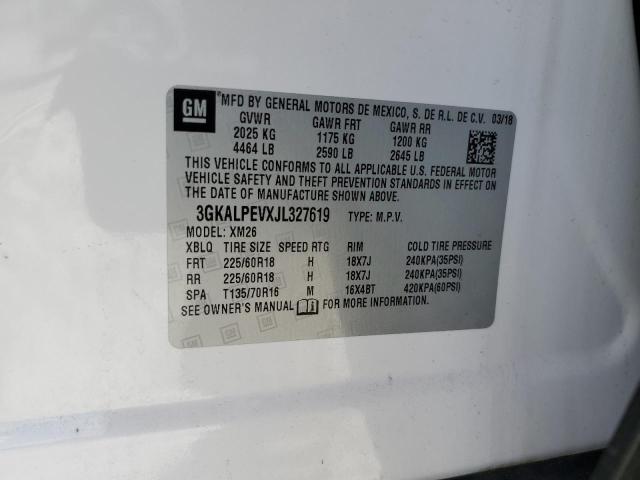 GM
MFD BY GENERAL MOTORS DE MEXICO, S. DE R.L. DE C.V. 03/18
GVWR GAWR FRT GAWR RR
2025 KG 1175 KG 1200 KG
4464 LB 2590 LB 2645 LB
THIS VEHICLE CONFORMS TO ALL APPLICABLE U.S. FEDERAL MOTOR
VEHICLE SAFETY AND THEFT PREVENTION STANDARDS IN EFFECT ON
THE DATE OF MANUFACTURE SHOWN ABOVE.
3GKALPEVXJL327619 TYPE: M.P.V.
MODEL: XM26
XBLQ TIRE SIZE SPEED RTG RIM COLD TIRE PRESSURE
FRT 225/60R18 H 18X7J 240KPA(35PSI)
RR 225/60R18 H 18X7J 240KPA(35PSI)
SPA T135/70R16 M 16X4BT 420KPA(60PSI)
SEE OWNER'S MANUAL FOR MORE INFORMATION